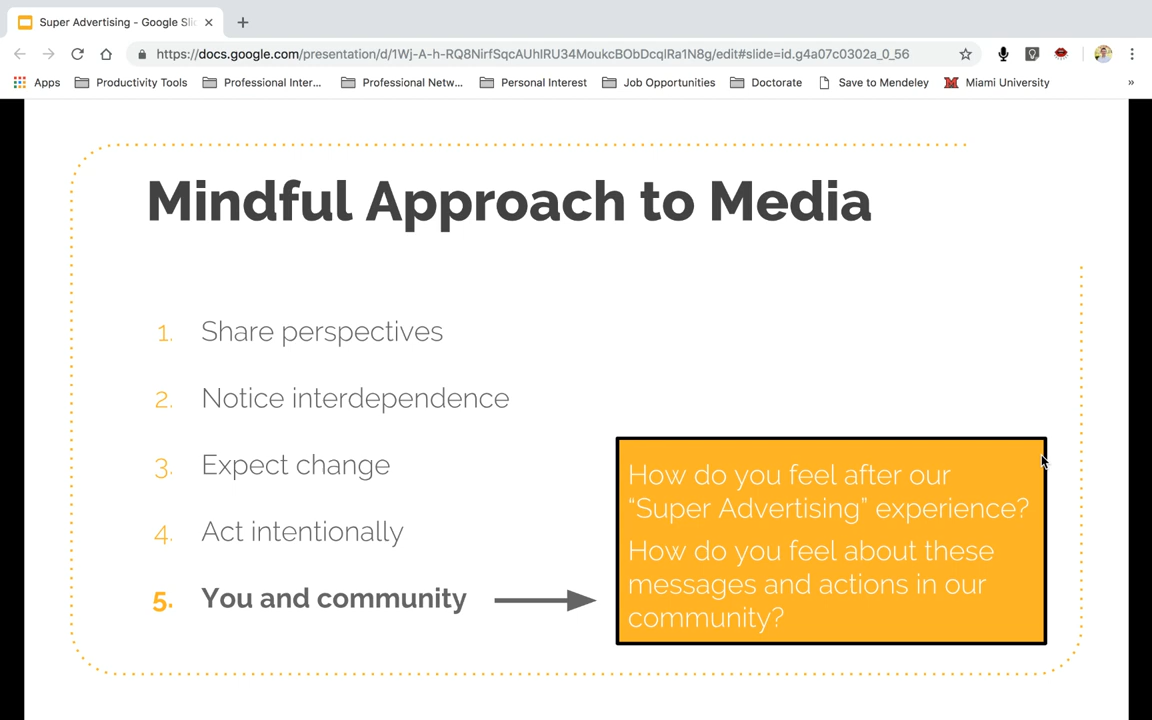 Super Advertising - Google Slic
https://docs.google.com/presentation/d/1Wj-A-h-RQ8NirfSqcAUhIRU34MoukcBObDcqlRa1N8g/edit#slide=id.g4a07c0302a_0_56
Apps Productivity Tools Professional Inter... Professional Netw... Personal Interest Job Opportunities Doctorate Save to Mendeley Miami University »
Mindful Approach to Media
1. Share perspectives
2. Notice interdependence
3. Expect change
4. Act intentionally
5. You and community
How do you feel after our
“Super Advertising” experience?
How do you feel about these
messages and actions in our
community?